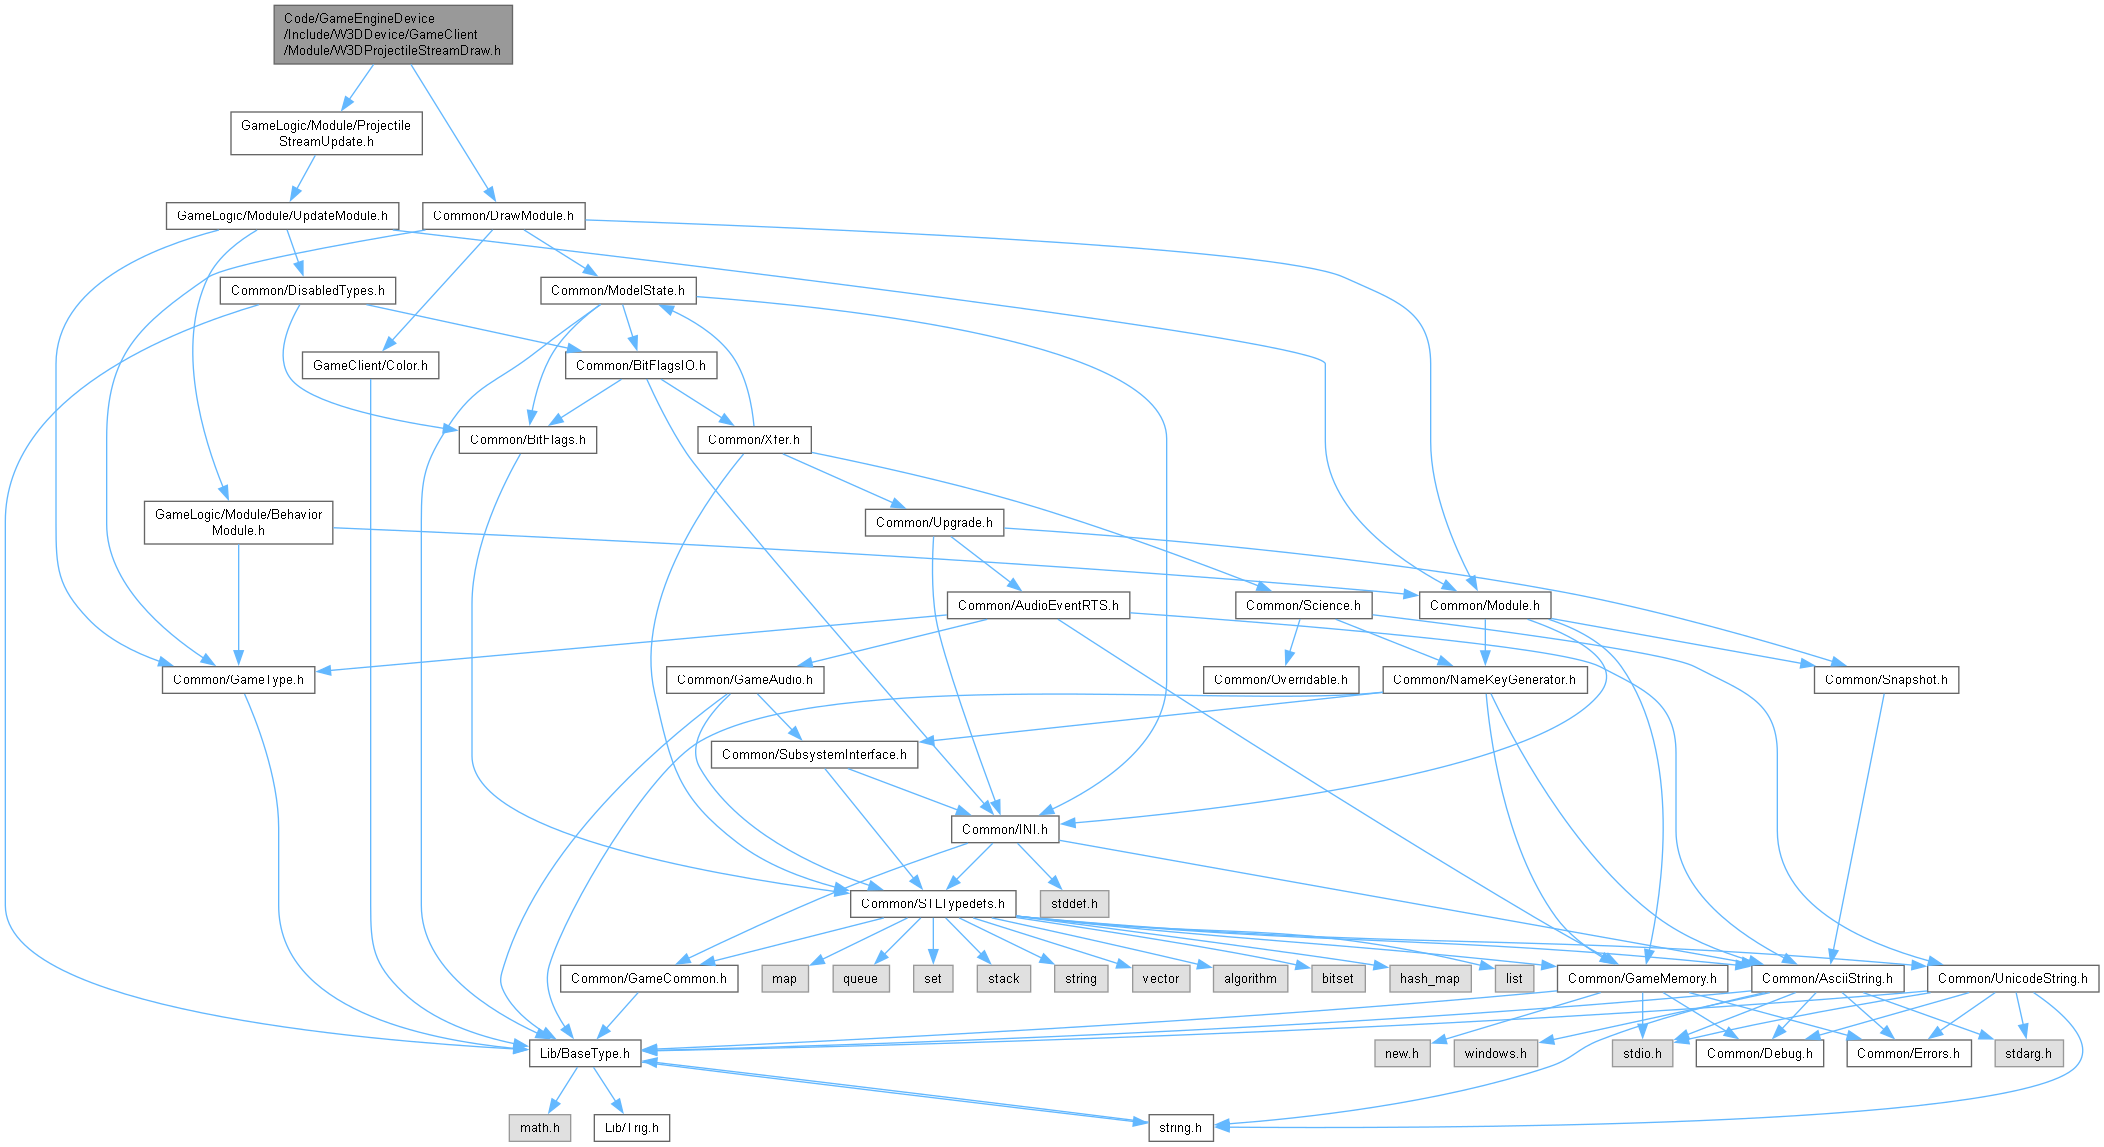 Code/GameEngineDevice
/Include/W3DDevice/GameClient
/Module/W3DProjectileStreamDraw.h
GameLogic/Module/Projectile
StreamUpdate.h
GameLogic/Module/UpdateModule.h
Common/DrawModule.h
Common/DisabledTypes.h
Common/ModelState.h
GameClient/Color.h
Common/BitFlagsIO.h
Common/BitFlags.h
Common/Xfer.h
GameLogic/Module/Behavior
Module.h
Common/Upgrade.h
Common/AudioEventRTS.h
Common/Science.h
Common/Module.h
Common/GameType.h
Common/GameAudio.h
Common/Overridable.h
Common/NameKeyGenerator.h
Common/Snapshot.h
Common/SubsystemInterface.h
Common/INI.h
Common/STLTypedefs.h
stddef.h
Common/GameCommon.h
map
queue
set
stack
string
vector
algorithm
bitset
hash_map
list
Common/GameMemory.h
Common/AsciiString.h
Common/UnicodeString.h
Lib/BaseType.h
new.h
windows.h
stdio.h
Common/Debug.h
Common/Errors.h
stdarg.h
math.h
Lib/Trig.h
string.h